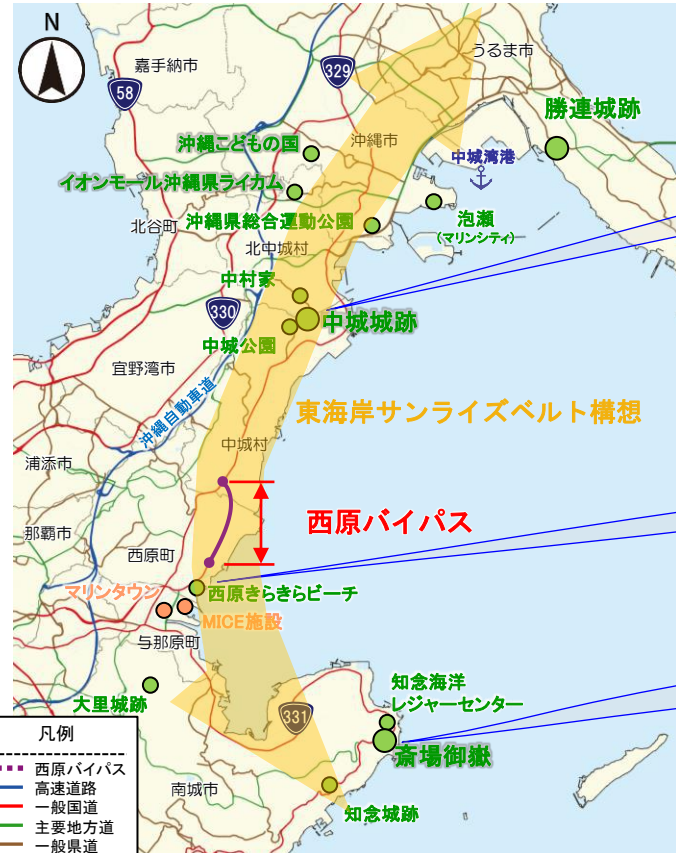 N
うるま市
嘉手納市
329
58
勝連城跡
沖縄こどもの国
沖縄市
中城湾港
イオンモール沖縄県ライカム
泡瀬
(マリンシティ)
北谷町
沖縄県総合運動公園
北中城村
中村家
330
中城城跡
中城公園
宜野湾市
沖縄自動車道
東海岸サンライズベルト構想
中城村
浦添市
西原バイパス
那覇市
西原町
マリンタウン
西原きらきらビーチ
MICE施設
与那原町
知念海洋
レジャーセンター
大里城跡
331
斎場御嶽
南城市
知念城跡
凡例
西原バイパス
高速道路
一般国道
主要地方道
一般県道